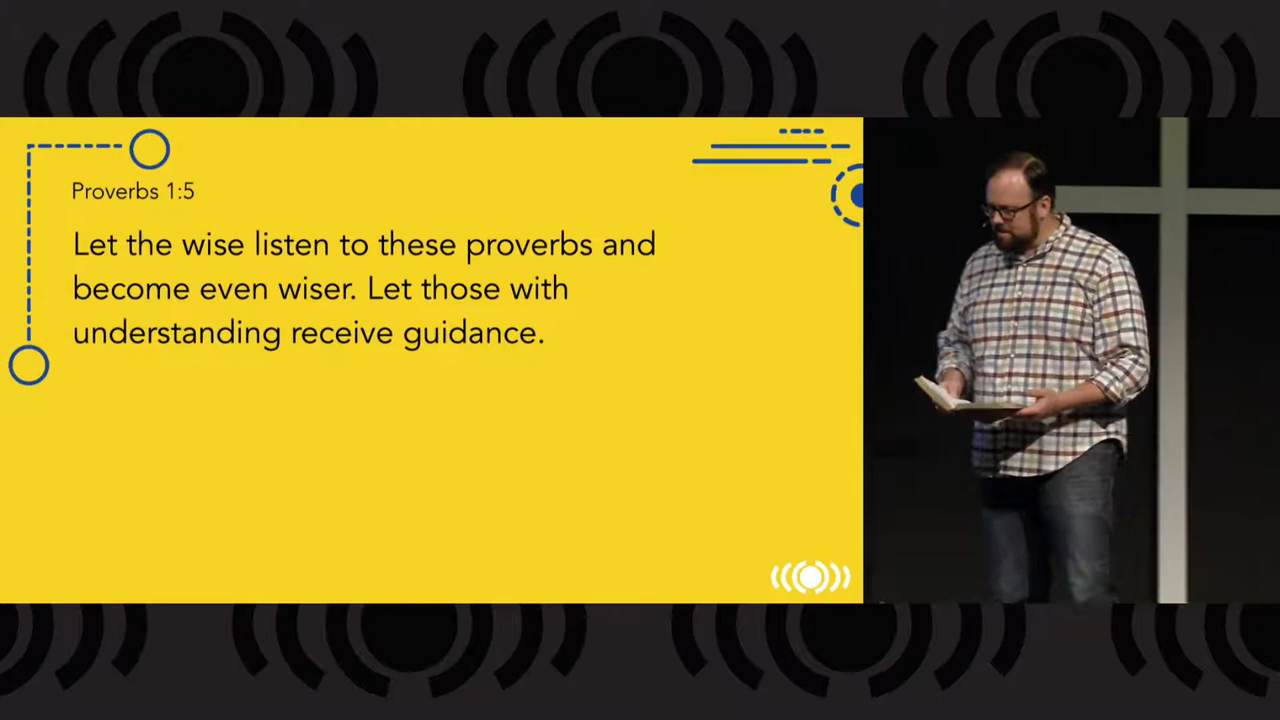 Proverbs 1:5
Let the wise listen to these proverbs and
become even wiser. Let those with
understanding receive guidance.